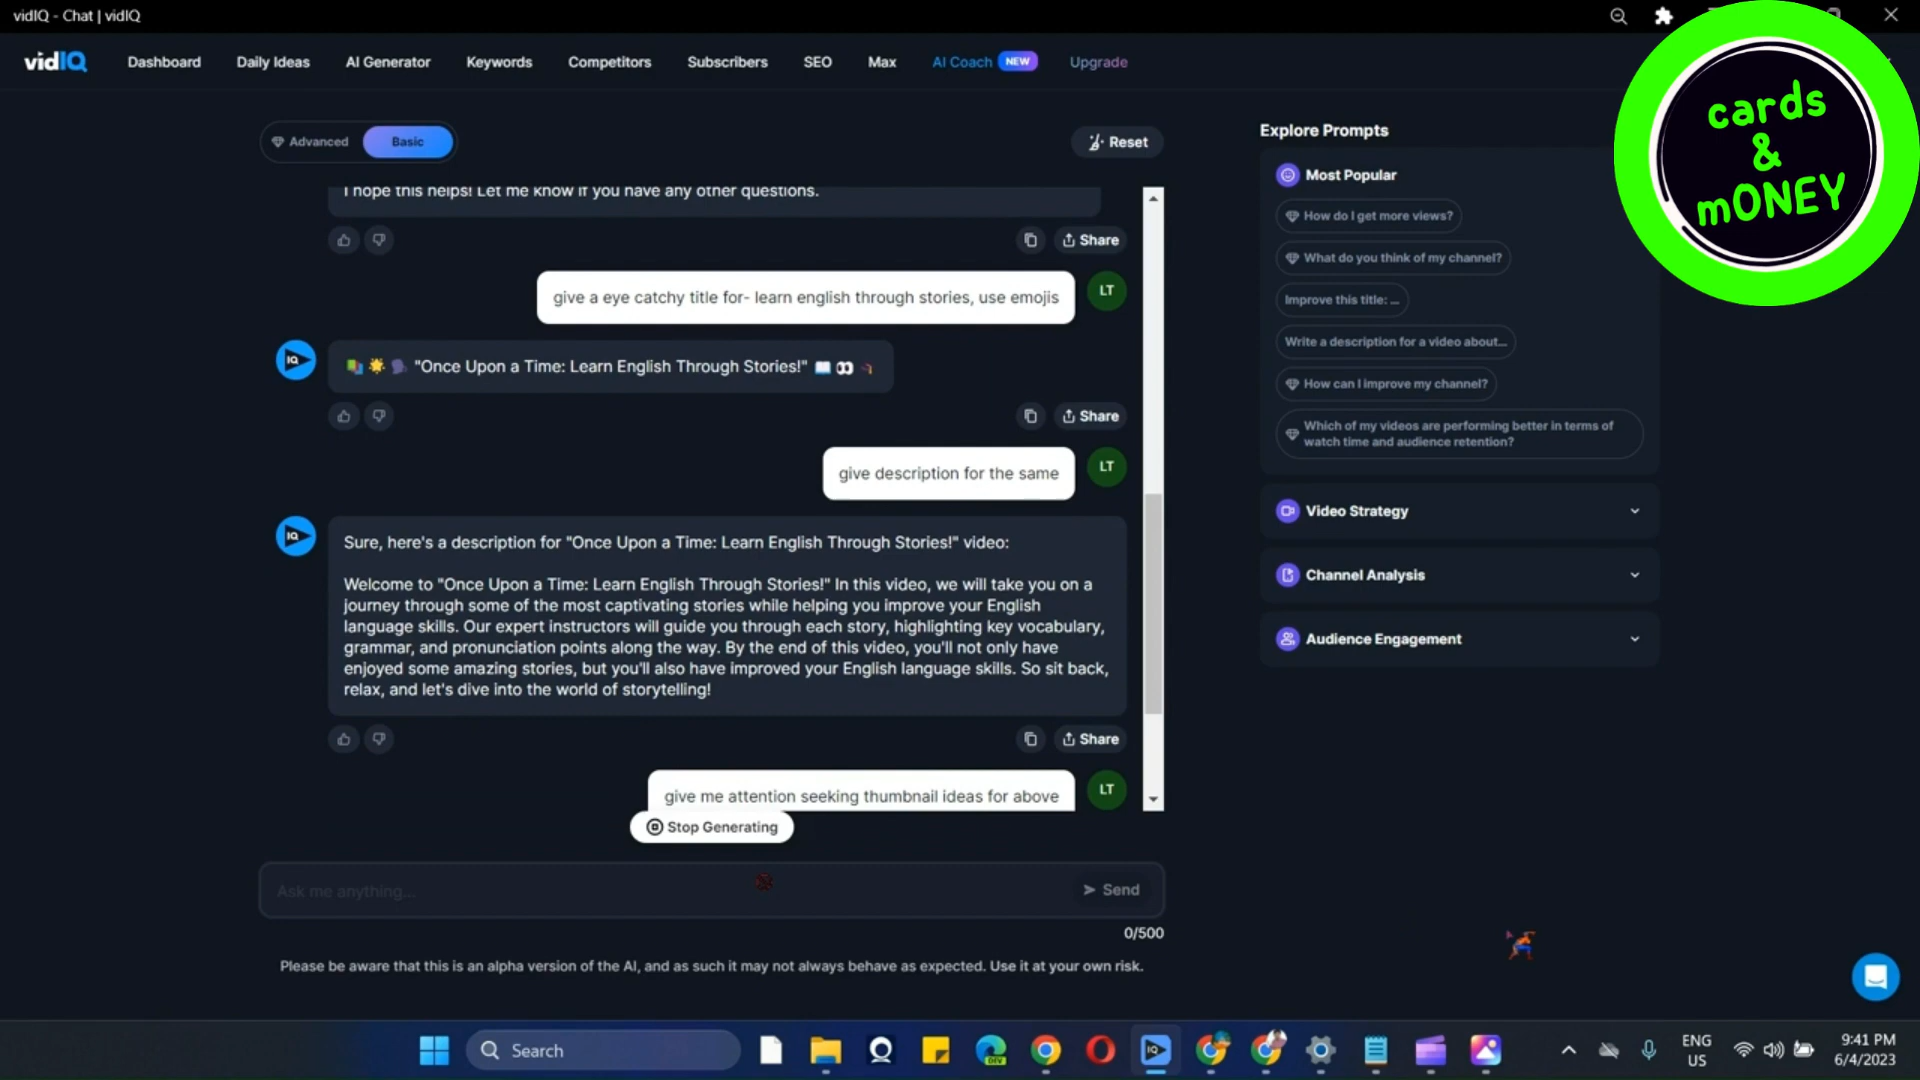 vidIQ - Chat | vidIQ
vidIQ Dashboard Daily Ideas AI Generator Keywords Competitors Subscribers SEO Max AI Coach NEW Upgrade
cards
&
mONEY
Advanced Basic
Reset
I hope this helps! Let me know if you have any other questions.
Share
give a eye catchy title for- learn english through stories, use emojis
LT
IQ
"Once Upon a Time: Learn English Through Stories!"
Share
give description for the same
LT
IQ
Sure, here's a description for "Once Upon a Time: Learn English Through Stories!" video:
Welcome to "Once Upon a Time: Learn English Through Stories!" In this video, we will take you on a
journey through some of the most captivating stories while helping you improve your English
language skills. Our expert instructors will guide you through each story, highlighting key vocabulary,
grammar, and pronunciation points along the way. By the end of this video, you'll not only have
enjoyed some amazing stories, but you'll also have improved your English language skills. So sit back,
relax, and let's dive into the world of storytelling!
Share
give me attention seeking thumbnail ideas for above
LT
Stop Generating
Ask me anything...
Send
0/500
Please be aware that this is an alpha version of the AI, and as such it may not always behave as expected. Use it at your own risk.
Explore Prompts
Most Popular
How do I get more views?
What do you think of my channel?
Improve this title: ...
Write a description for a video about...
How can I improve my channel?
Which of my videos are performing better in terms of
watch time and audience retention?
Video Strategy
Channel Analysis
Audience Engagement
Search
DEV
IQ
ENG
US
9:41 PM
6/4/2023